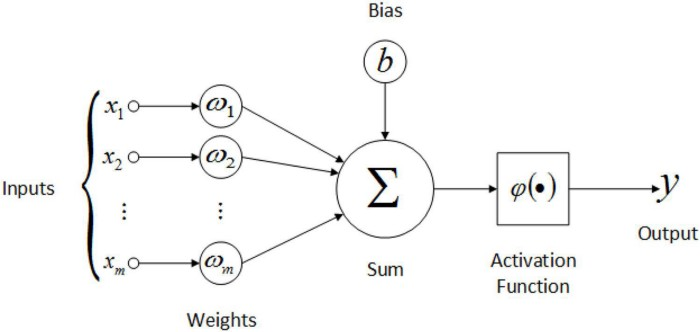 Bias
b
x₁
ω₁
x₂
ω₂
Inputs
⋮
⋮
Σ
φ(•)
y
Output
xₘ
ωₘ
Sum
Activation
Function
Weights